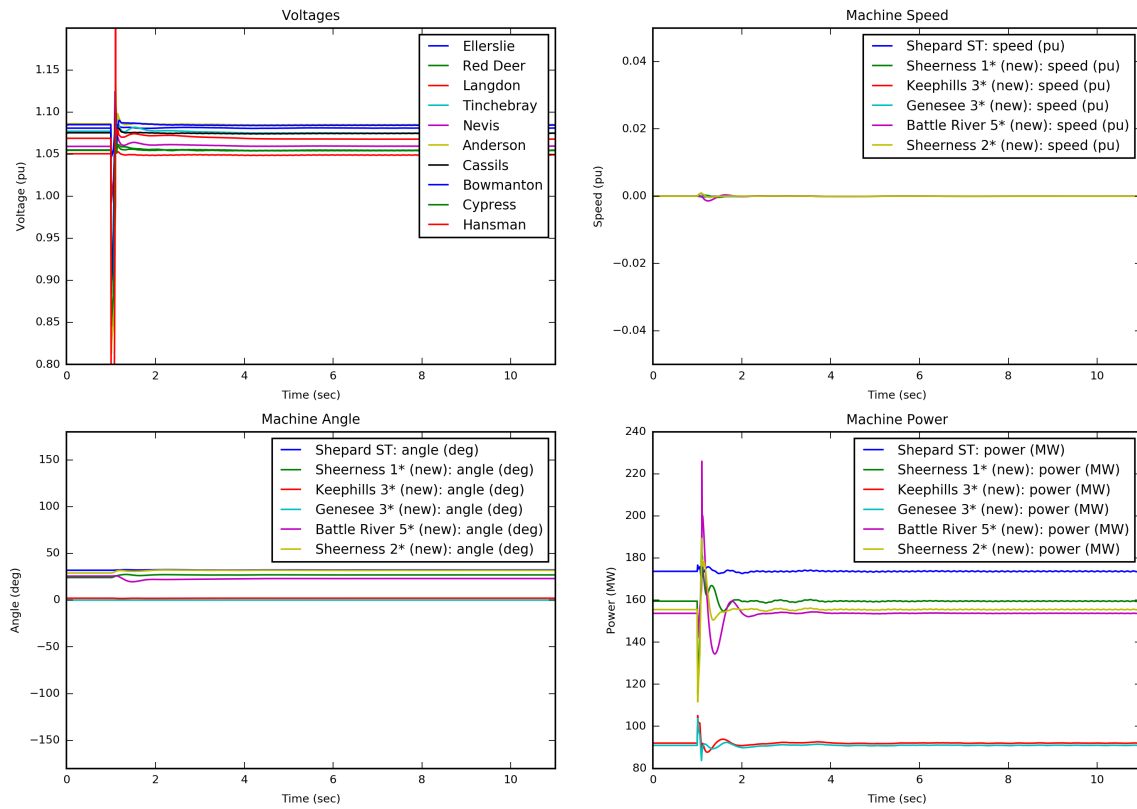 Voltages
Voltage (pu)
1.15
1.10
1.05
1.00
0.95
0.90
0.85
0.80
0 2 4 6 8 10
Time (sec)
Ellerslie
Red Deer
Langdon
Tinchebray
Nevis
Anderson
Cassils
Bowmanton
Cypress
Hansman
Machine Speed
Speed (pu)
0.04
0.02
0.00
−0.02
−0.04
0 2 4 6 8 10
Time (sec)
Shepard ST: speed (pu)
Sheerness 1* (new): speed (pu)
Keephills 3* (new): speed (pu)
Genesee 3* (new): speed (pu)
Battle River 5* (new): speed (pu)
Sheerness 2* (new): speed (pu)
Machine Angle
Angle (deg)
150
100
50
0
−50
−100
−150
0 2 4 6 8 10
Time (sec)
Shepard ST: angle (deg)
Sheerness 1* (new): angle (deg)
Keephills 3* (new): angle (deg)
Genesee 3* (new): angle (deg)
Battle River 5* (new): angle (deg)
Sheerness 2* (new): angle (deg)
Machine Power
Power (MW)
240
220
200
180
160
140
120
100
80
0 2 4 6 8 10
Time (sec)
Shepard ST: power (MW)
Sheerness 1* (new): power (MW)
Keephills 3* (new): power (MW)
Genesee 3* (new): power (MW)
Battle River 5* (new): power (MW)
Sheerness 2* (new): power (MW)